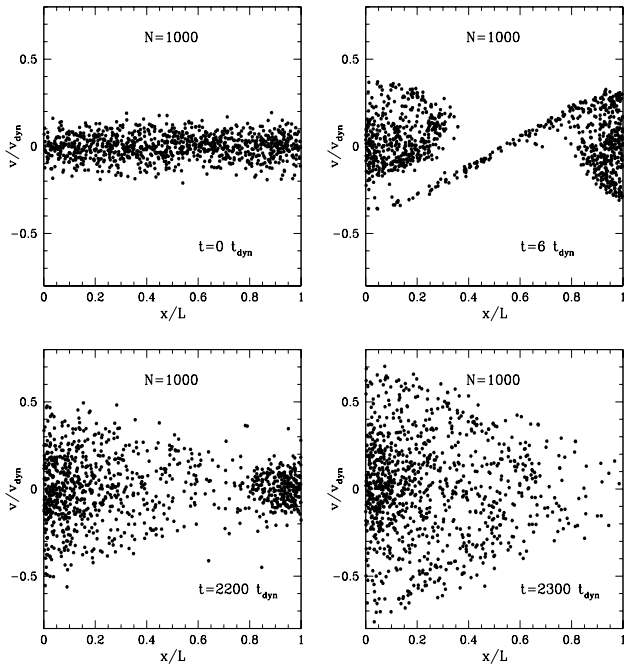 N=1000
v/v_dyn
0.5
0
-0.5
t=0 t_dyn
0 0.2 0.4 0.6 0.8 1
x/L
N=1000
v/v_dyn
0.5
0
-0.5
t=6 t_dyn
0 0.2 0.4 0.6 0.8 1
x/L
N=1000
v/v_dyn
0.5
0
-0.5
t=2200 t_dyn
0 0.2 0.4 0.6 0.8 1
x/L
N=1000
v/v_dyn
0.5
0
-0.5
t=2300 t_dyn
0 0.2 0.4 0.6 0.8 1
x/L